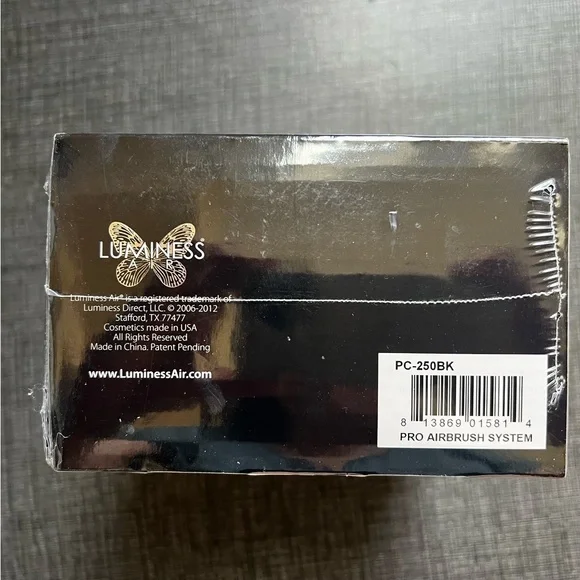 LUMINESS®
AIR
Luminess Air® is a registered trademark of
Luminess Direct, LLC. © 2006-2012
Stafford, TX 77477
Cosmetics made in USA
All Rights Reserved
Made in China. Patent Pending
www.LuminessAir.com
PC-250BK
8 13869 01581 4
PRO AIRBRUSH SYSTEM